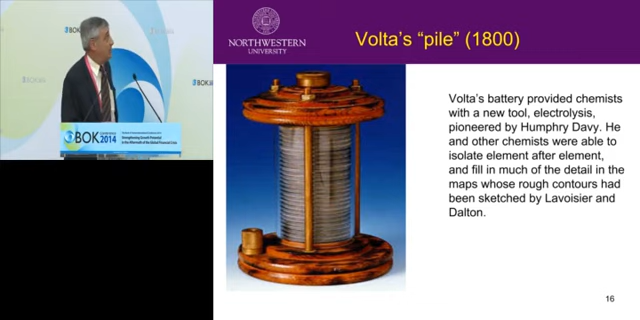 NORTHWESTERN
UNIVERSITY
Volta's "pile" (1800)
Volta's battery provided chemists
with a new tool, electrolysis,
pioneered by Humphry Davy. He
and other chemists were able to
isolate element after element,
and fill in much of the detail in the
maps whose rough contours had
been sketched by Lavoisier and
Dalton.
16
BOK
2014
Strengthening Growth Potential
in the Aftermath of the Global Financial Crisis
BOK